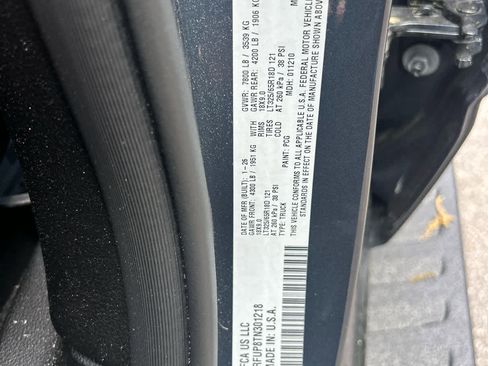 FCA US LLC
RFUP8TN301218
MADE IN: U.S.A.
DATE OF MFR (BUILT): 1-26
GVWR: 7800 LB / 3539 KG
GAWR FRONT: 4300 LB / 1951 KG
WITH GAWR REAR: 4200 LB / 1906 KG
18X9.0
RIMS 18X9.0
LT325/65R18D 121
TIRES LT325/65R18D 121
AT 260 kPa / 38 PSI
COLD AT 260 kPa / 38 PSI
TYPE: TRUCK
PAINT: PCG
MDH: 011210
THIS VEHICLE CONFORMS TO ALL APPLICABLE U.S.A. FEDERAL MOTOR VEHICLE
STANDARDS IN EFFECT ON THE DATE OF MANUFACTURE SHOWN ABOVE